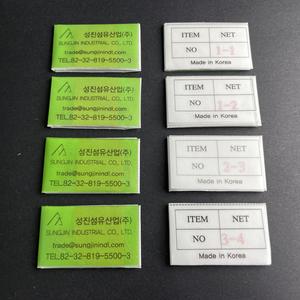 성진섬유산업(주)
SUNGJIN INDUSTRIAL, CO., LTD.
trade@sungjinindl.com
TEL.82-32-819-5500~3
ITEM NET
NO 1-1
Made in Korea
성진섬유산업(주)
SUNGJIN INDUSTRIAL, CO., LTD.
trade@sungjinindl.com
TEL.82-32-819-5500~3
ITEM NET
NO 1-2
Made in Korea
성진섬유산업(주)
SUNGJIN INDUSTRIAL, CO., LTD.
trade@sungjinindl.com
TEL.82-32-819-5500~3
ITEM NET
NO 3-3
Made in Korea
성진섬유산업(주)
SUNGJIN INDUSTRIAL, CO., LTD.
trade@sungjinindl.com
TEL.82-32-819-5500~3
ITEM NET
NO 3-4
Made in Korea